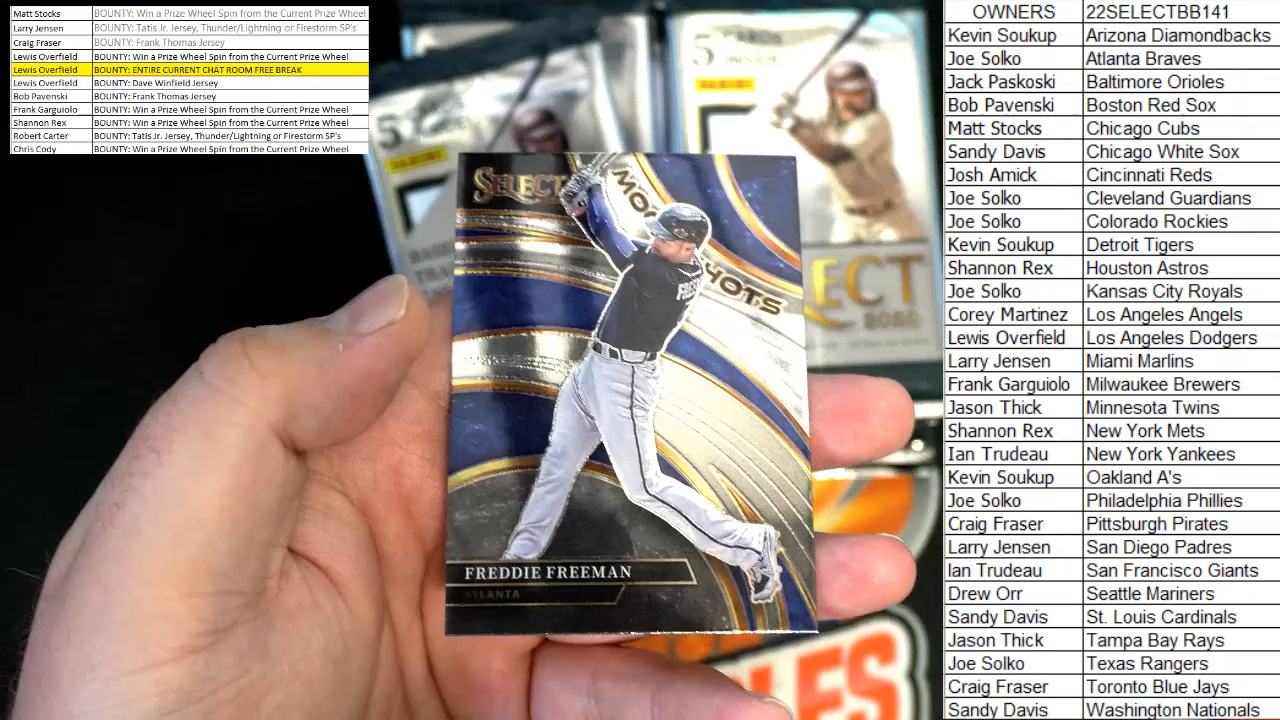 Matt Stocks BOUNTY: Win a Prize Wheel Spin from the Current Prize Wheel
Larry Jensen BOUNTY: Tatis Jr. Jersey, Thunder/Lightning or Firestorm SP's
Craig Fraser BOUNTY: Frank Thomas Jersey
Lewis Overfield BOUNTY: Win a Prize Wheel Spin from the Current Prize Wheel
Lewis Overfield BOUNTY: ENTIRE CURRENT CHAT ROOM FREE BREAK
Lewis Overfield BOUNTY: Dave Winfield Jersey
Bob Pavenski BOUNTY: Frank Thomas Jersey
Frank Garguiolo BOUNTY: Win a Prize Wheel Spin from the Current Prize Wheel
Shannon Rex BOUNTY: Win a Prize Wheel Spin from the Current Prize Wheel
Robert Carter BOUNTY: Tatis Jr. Jersey, Thunder/Lightning or Firestorm SP's
Chris Cody BOUNTY: Win a Prize Wheel Spin from the Current Prize Wheel
5 CARDS
SELECT
FREDDIE FREEMAN
ATLANTA
OWNERS 22SELECTBB141
Kevin Soukup Arizona Diamondbacks
Joe Solko Atlanta Braves
Jack Paskoski Baltimore Orioles
Bob Pavenski Boston Red Sox
Matt Stocks Chicago Cubs
Sandy Davis Chicago White Sox
Josh Amick Cincinnati Reds
Joe Solko Cleveland Guardians
Joe Solko Colorado Rockies
Kevin Soukup Detroit Tigers
Shannon Rex Houston Astros
Joe Solko Kansas City Royals
Corey Martinez Los Angeles Angels
Lewis Overfield Los Angeles Dodgers
Larry Jensen Miami Marlins
Frank Garguiolo Milwaukee Brewers
Jason Thick Minnesota Twins
Shannon Rex New York Mets
Ian Trudeau New York Yankees
Kevin Soukup Oakland A's
Joe Solko Philadelphia Phillies
Craig Fraser Pittsburgh Pirates
Larry Jensen San Diego Padres
Ian Trudeau San Francisco Giants
Drew Orr Seattle Mariners
Sandy Davis St. Louis Cardinals
Jason Thick Tampa Bay Rays
Joe Solko Texas Rangers
Craig Fraser Toronto Blue Jays
Sandy Davis Washington Nationals